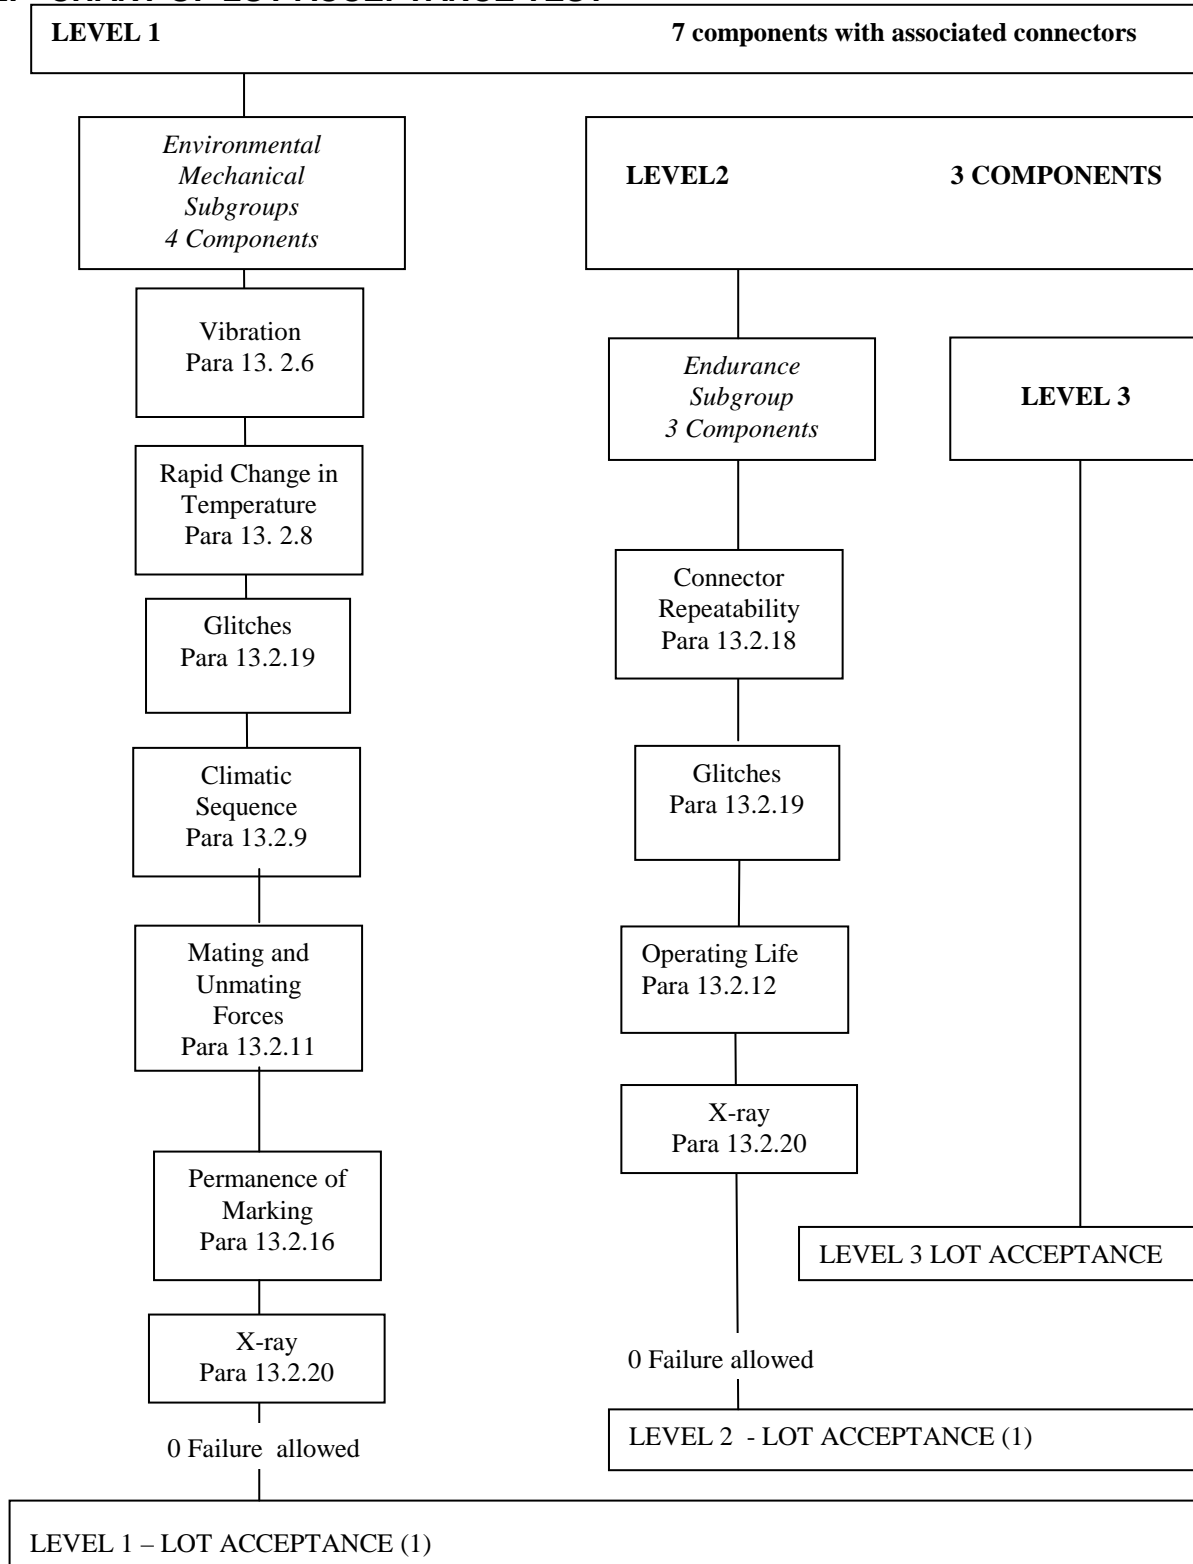 CHART OF LOT ACCEPTANCE TEST
LEVEL 1 7 components with associated connectors
Environmental
Mechanical
Subgroups
4 Components
Vibration
Para 13. 2.6
Rapid Change in
Temperature
Para 13. 2.8
Glitches
Para 13.2.19
Climatic
Sequence
Para 13.2.9
Mating and
Unmating
Forces
Para 13.2.11
Permanence of
Marking
Para 13.2.16
X-ray
Para 13.2.20
0 Failure allowed
LEVEL2 3 COMPONENTS
Endurance
Subgroup
3 Components
Connector
Repeatability
Para 13.2.18
Glitches
Para 13.2.19
Operating Life
Para 13.2.12
X-ray
Para 13.2.20
0 Failure allowed
LEVEL 2 - LOT ACCEPTANCE (1)
LEVEL 3
LEVEL 3 LOT ACCEPTANCE
LEVEL 1 – LOT ACCEPTANCE (1)